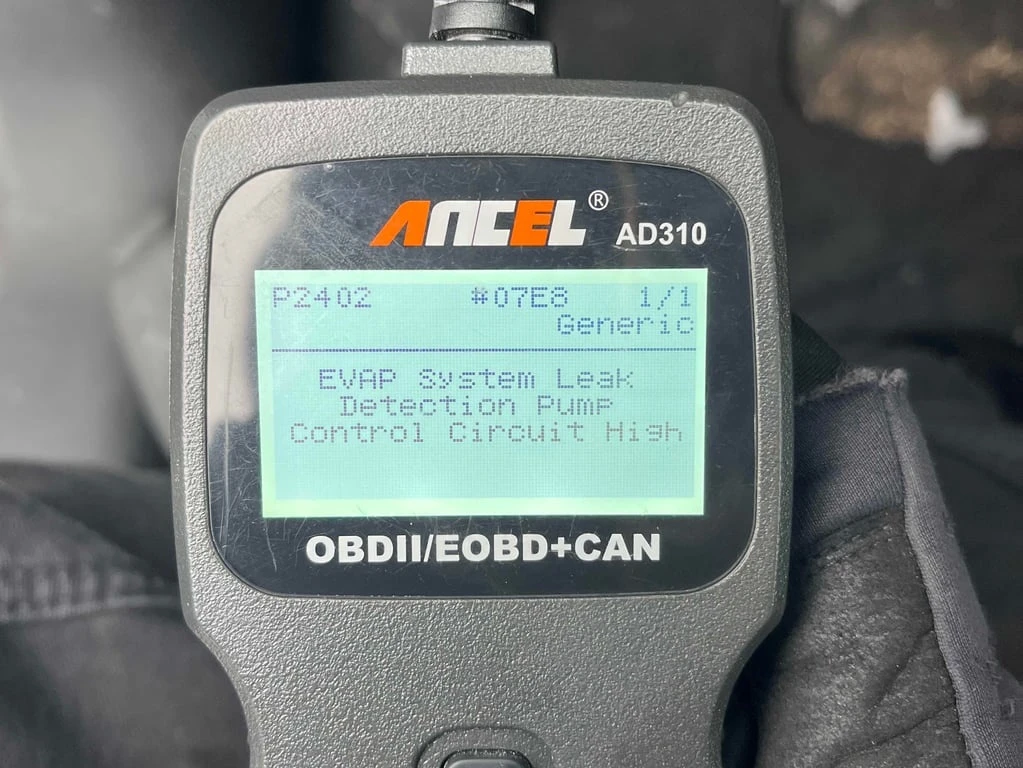 ANCEL® AD310
P2402 #07E8 1/1
Generic
EVAP System Leak
Detection Pump
Control Circuit High
OBDII/EOBD+CAN